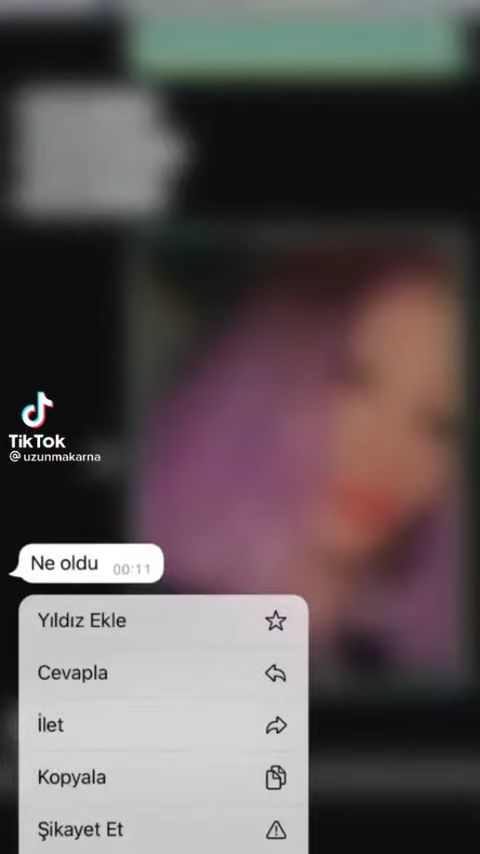 TikTok
@uzunmakarna
Ne oldu 00:11
Yıldız Ekle
Cevapla
İlet
Kopyala
Şikayet Et